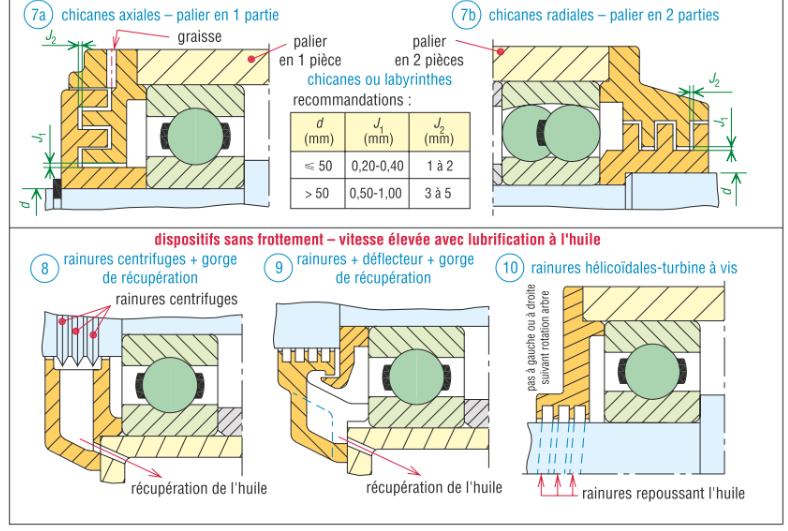 7a chicanes axiales – palier en 1 partie
7b chicanes radiales – palier en 2 parties
J2
graisse
palier
en 1 pièce
palier
en 2 pièces
J2
chicanes ou labyrinthes
recommandations :
d (mm) J1 (mm) J2 (mm)
⩽ 50 0,20-0,40 1 à 2
> 50 0,50-1,00 3 à 5
J1
d
J1
d
dispositifs sans frottement – vitesse élevée avec lubrification à l'huile
8 rainures centrifuges + gorge
de récupération
rainures centrifuges
récupération de l'huile
9 rainures + déflecteur + gorge
de récupération
récupération de l'huile
10 rainures hélicoïdales-turbine à vis
pas à gauche ou à droite
suivant rotation arbre
rainures repoussant l'huile